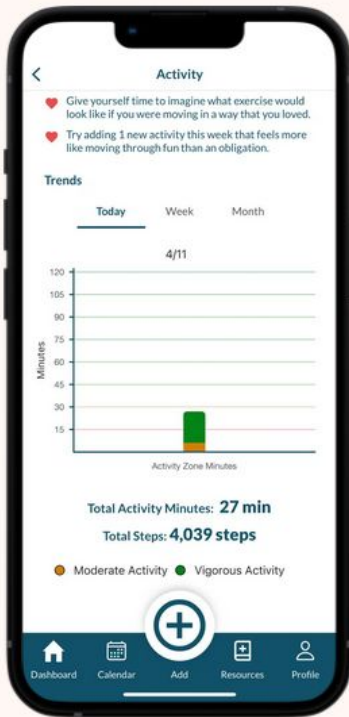 Activity
Give yourself time to imagine what exercise would
look like if you were moving in a way that you loved.
Try adding 1 new activity this week that feels more
like moving through fun than an obligation.
Trends
Today Week Month
4/11
120
105
90
75
60
45
30
15
Minutes
Activity Zone Minutes
Total Activity Minutes: 27 min
Total Steps: 4,039 steps
Moderate Activity Vigorous Activity
Dashboard Calendar Add Resources Profile